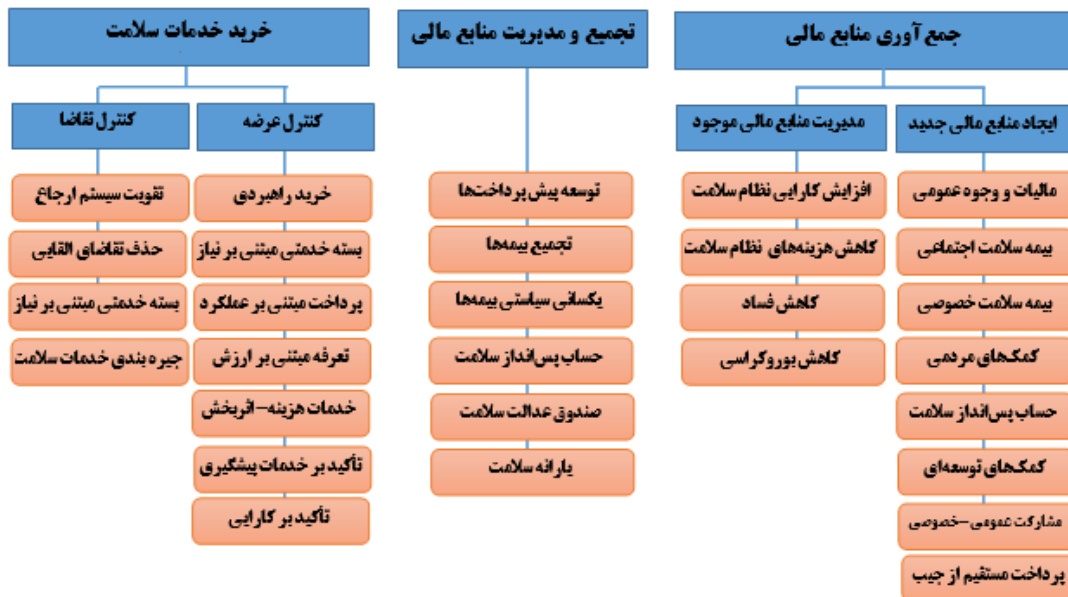 جمع آوری منابع مالی
ایجاد منابع مالی جدید
مالیات و وجوه عمومی
بیمه سلامت اجتماعی
بیمه سلامت خصوصی
کمک‌های مردمی
حساب پس‌انداز سلامت
کمک‌های توسعه‌ای
مشارکت عمومی-خصوصی
پرداخت مستقیم از جیب
مدیریت منابع مالی موجود
افزایش کارایی نظام سلامت
کاهش هزینه‌های نظام سلامت
کاهش فساد
کاهش بوروکراسی
تجمیع و مدیریت منابع مالی
توسعه پیش پرداخت‌ها
تجمیع بیمه‌ها
یکسانی سیاستی بیمه‌ها
حساب پس‌انداز سلامت
صندوق عدالت سلامت
یارانه سلامت
خرید خدمات سلامت
کنترل عرضه
خرید راهبردی
بسته خدمتی مبتنی بر نیاز
پرداخت مبتنی بر عملکرد
تعرفه مبتنی بر ارزش
خدمات هزینه-اثربخش
تأکید بر خدمات پیشگیری
تأکید بر کارایی
کنترل تقاضا
تقویت سیستم ارجاع
حذف تقاضای القایی
بسته خدمتی مبتنی بر نیاز
جیره بندی خدمات سلامت